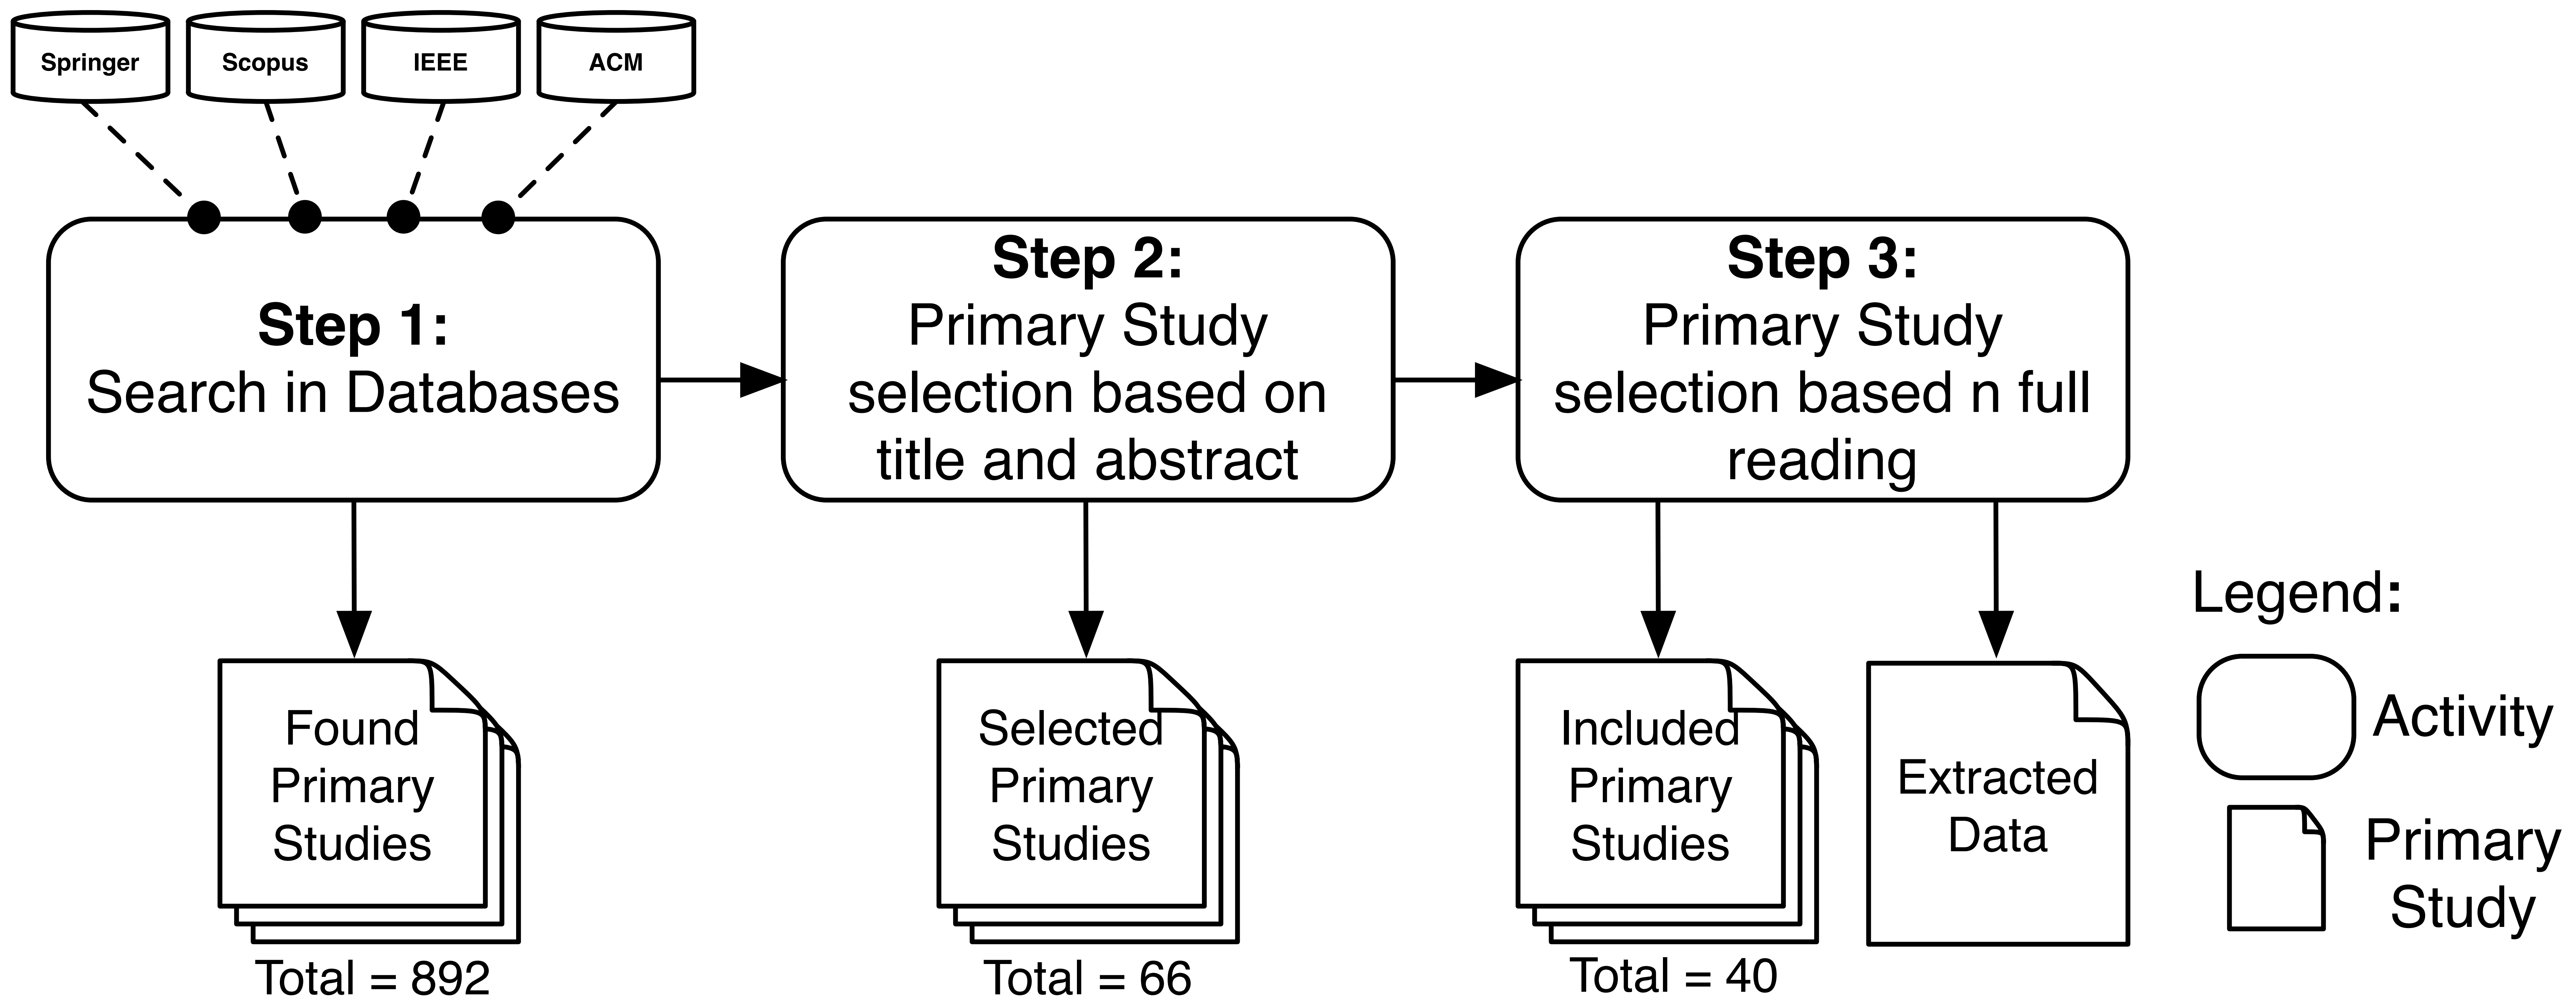 Springer
Scopus
IEEE
ACM
Step 1:
Search in Databases
Step 2:
Primary Study
selection based on
title and abstract
Step 3:
Primary Study
selection based n full
reading
Found
Primary
Studies
Total = 892
Selected
Primary
Studies
Total = 66
Included
Primary
Studies
Total = 40
Extracted
Data
Legend:
Activity
Primary
Study